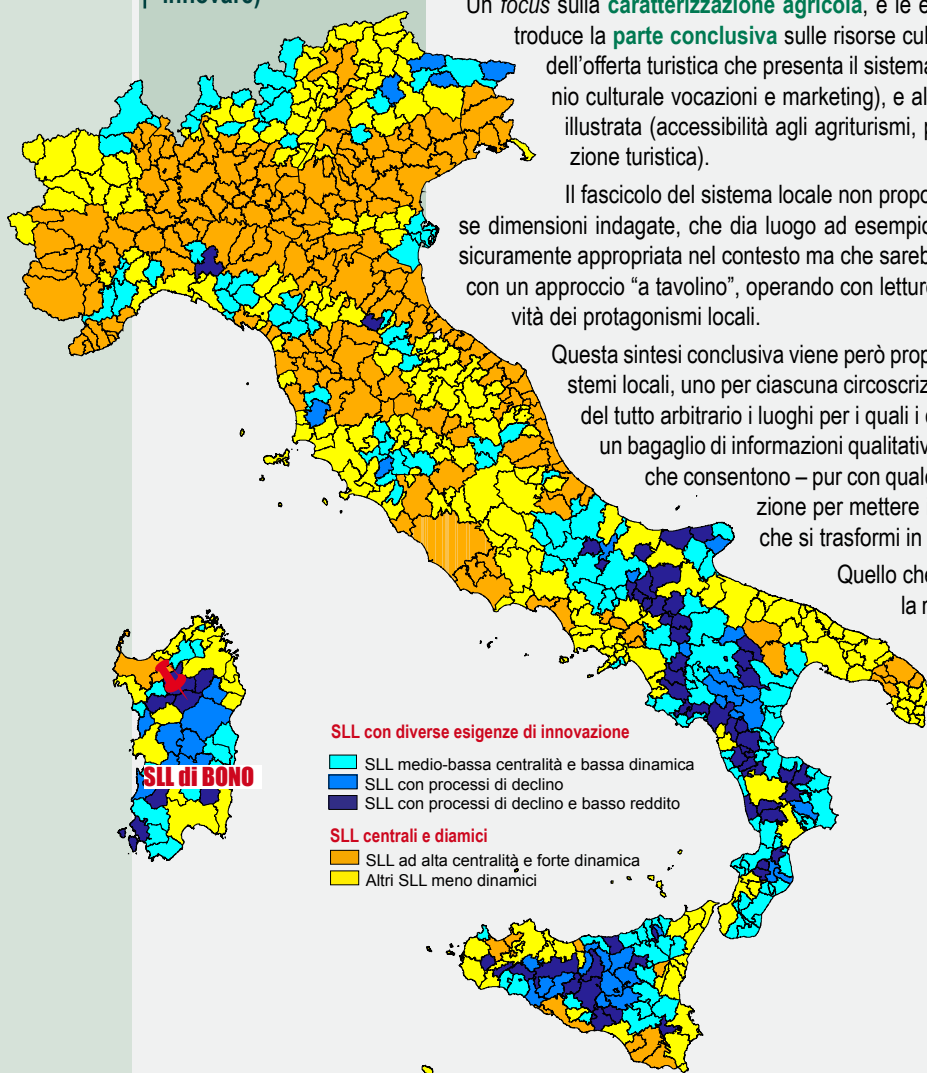 innovare)
Un focus sulla caratterizzazione agricola, e le e
troduce la parte conclusiva sulle risorse cul
dell'offerta turistica che presenta il sistema
nio culturale vocazioni e marketing), e al
illustrata (accessibilità agli agriturismi, p
zione turistica).
Il fascicolo del sistema locale non propo
se dimensioni indagate, che dia luogo ad esempio
sicuramente appropriata nel contesto ma che sareb
con un approccio “a tavolino”, operando con letture
vità dei protagonismi locali.
Questa sintesi conclusiva viene però prop
stemi locali, uno per ciascuna circoscriz
del tutto arbitrario i luoghi per i quali i
un bagaglio di informazioni qualitativ
che consentono – pur con qualc
zione per mettere
che si trasformi in
Quello che
la r
SLL di BONO
SLL con diverse esigenze di innovazione
SLL medio-bassa centralità e bassa dinamica
SLL con processi di declino
SLL con processi di declino e basso reddito
SLL centrali e diamici
SLL ad alta centralità e forte dinamica
Altri SLL meno dinamici